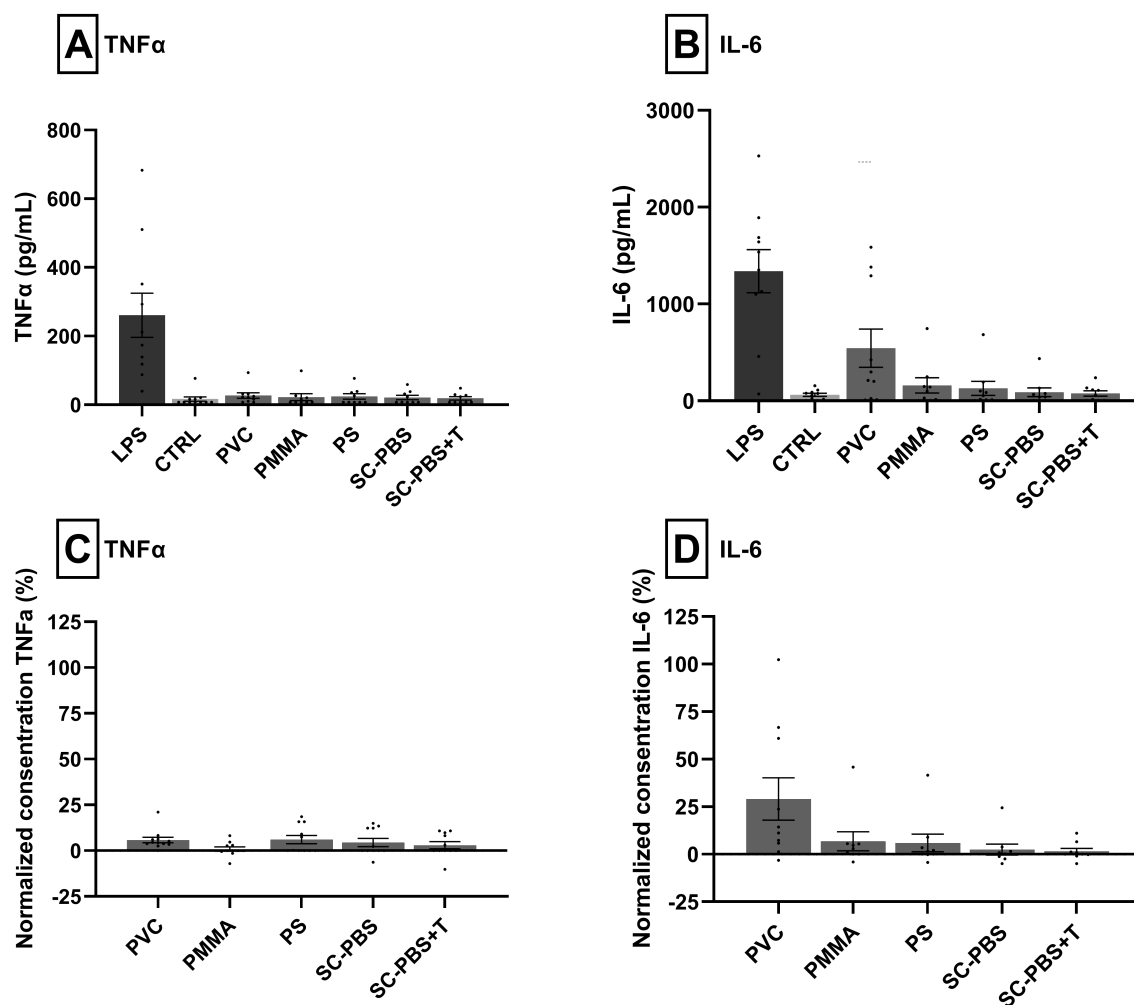 A TNFα
TNFα (pg/mL)
800
600
400
200
0
LPS
CTRL
PVC
PMMA
PS
SC-PBS
SC-PBS+T
B IL-6
IL-6 (pg/mL)
3000
2000
1000
0
LPS
CTRL
PVC
PMMA
PS
SC-PBS
SC-PBS+T
C TNFα
Normalized consentration TNFa (%)
125
100
75
50
25
0
-25
PVC
PMMA
PS
SC-PBS
SC-PBS+T
D IL-6
Normalized consentration IL-6 (%)
125
100
75
50
25
0
-25
PVC
PMMA
PS
SC-PBS
SC-PBS+T